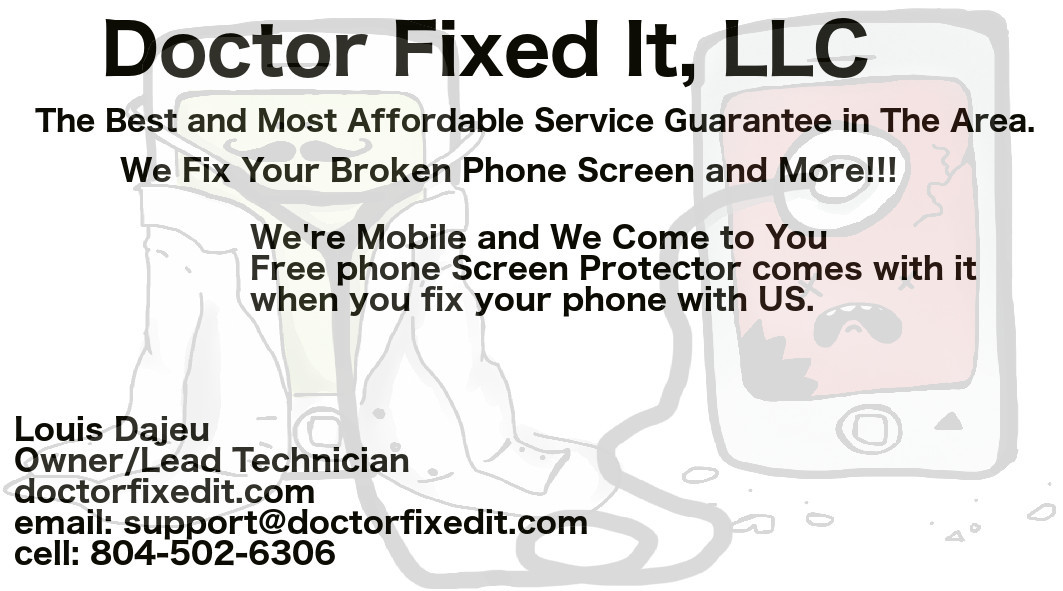 Doctor Fixed It, LLC
The Best and Most Affordable Service Guarantee in The Area.
We Fix Your Broken Phone Screen and More!!!
We're Mobile and We Come to You
Free phone Screen Protector comes with it
when you fix your phone with US.
Louis Dajeu
Owner/Lead Technician
doctorfixedit.com
email: support@doctorfixedit.com
cell: 804-502-6306